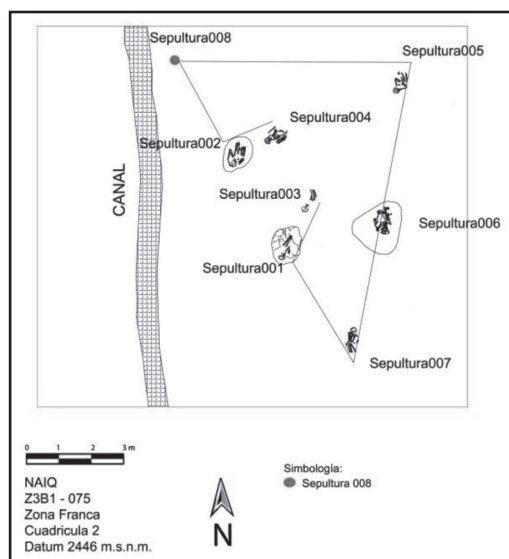 Sepultura008
Sepultura005
Sepultura004
Sepultura002
Sepultura003
CANAL
Sepultura006
Sepultura001
Sepultura007
0 1 2 3 m
NAIQ
Z3B1 - 075
Zona Franca
Cuadricula 2
Datum 2446 m.s.n.m.
N
Simbología:
Sepultura 008